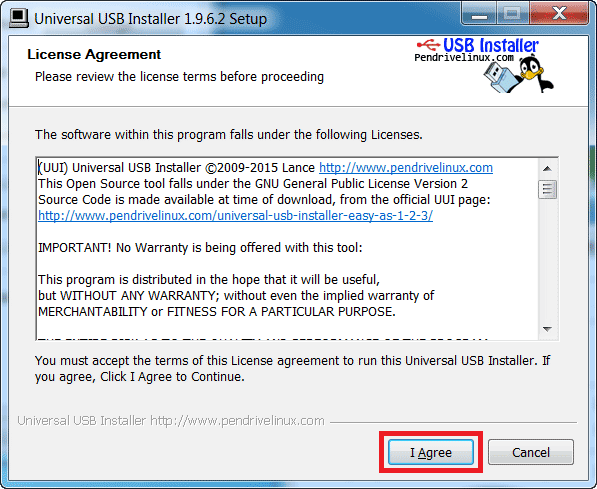 Universal USB Installer 1.9.6.2 Setup
License Agreement
Please review the license terms before proceeding
USB Installer
Pendrivelinux.com
The software within this program falls under the following Licenses.
(UUI) Universal USB Installer ©2009-2015 Lance http://www.pendrivelinux.com
This Open Source tool falls under the GNU General Public License Version 2
Source Code is made available at time of download, from the official UUI page:
http://www.pendrivelinux.com/universal-usb-installer-easy-as-1-2-3/
IMPORTANT! No Warranty is being offered with this tool:
This program is distributed in the hope that it will be useful,
but WITHOUT ANY WARRANTY; without even the implied warranty of
MERCHANTABILITY or FITNESS FOR A PARTICULAR PURPOSE.
You must accept the terms of this License agreement to run this Universal USB Installer. If
you agree, Click I Agree to Continue.
Universal USB Installer http://www.pendrivelinux.com
I Agree
Cancel